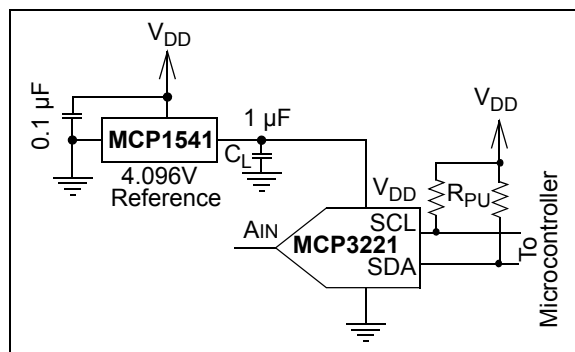 VDD
0.1 µF
1 µF
MCP1541
CL
4.096V
Reference
VDD
VDD
RPU
SCL
AIN
MCP3221
SDA
To
Microcontroller